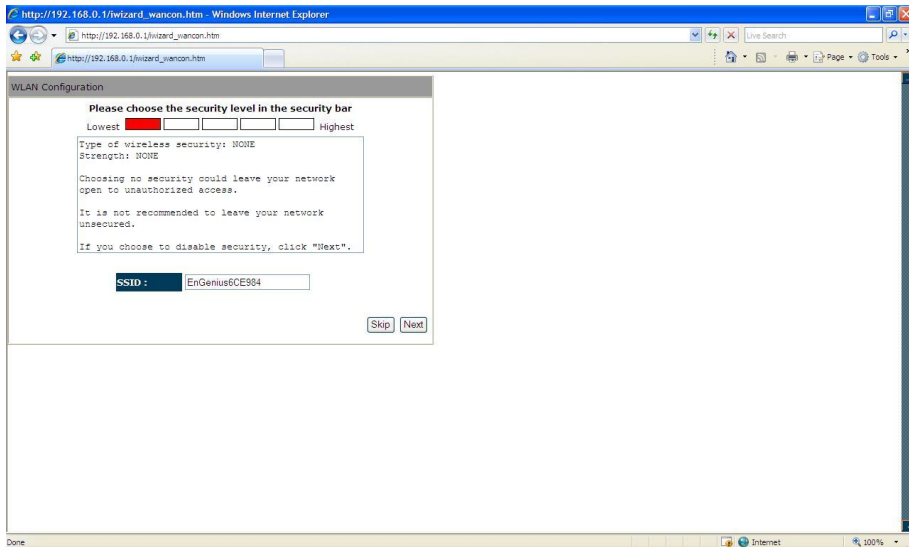 http://192.168.0.1/iwizard_wancon.htm - Windows Internet Explorer
http://192.168.0.1/iwizard_wancon.htm
Live Search
http://192.168.0.1/iwizard_wancon.htm
Page
Tools
WLAN Configuration
Please choose the security level in the security bar
Lowest Highest
Type of wireless security: NONE
Strength: NONE
Choosing no security could leave your network
open to unauthorized access.
It is not recommended to leave your network
unsecured.
If you choose to disable security, click "Next".
SSID : EnGenius6CE984
Skip Next
Done
Internet
100%